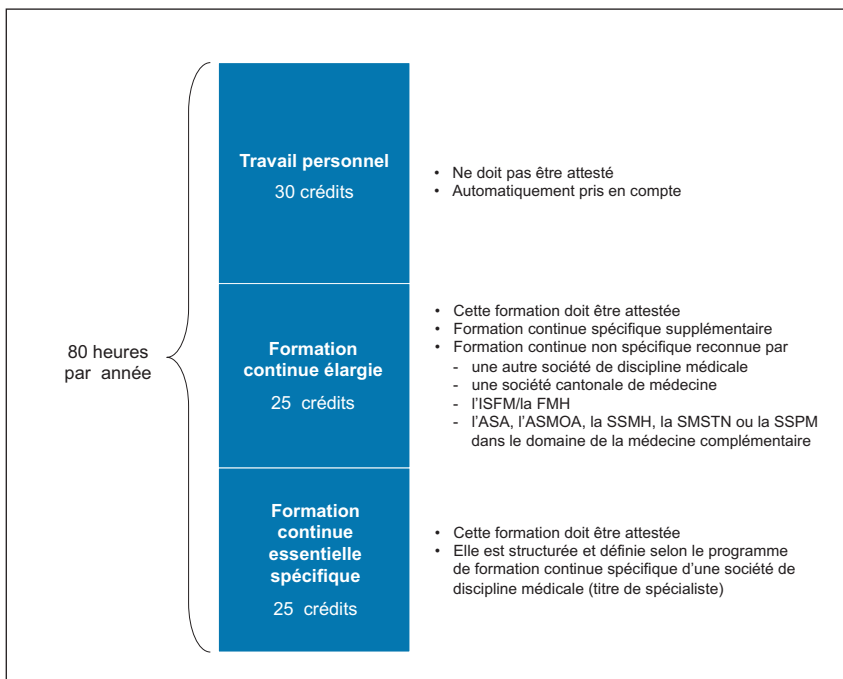 Travail personnel
30 crédits
• Ne doit pas être attesté
• Automatiquement pris en compte
80 heures
par année
Formation
continue élargie
25 crédits
• Cette formation doit être attestée
• Formation continue spécifique supplémentaire
• Formation continue non spécifique reconnue par
- une autre société de discipline médicale
- une société cantonale de médecine
- l'ISFM/la FMH
- l'ASA, l'ASMOA, la SSMH, la SMSTN ou la SSPM
dans le domaine de la médecine complémentaire
Formation
continue
essentielle
spécifique
25 crédits
• Cette formation doit être attestée
• Elle est structurée et définie selon le programme
de formation continue spécifique d'une société de
discipline médicale (titre de spécialiste)